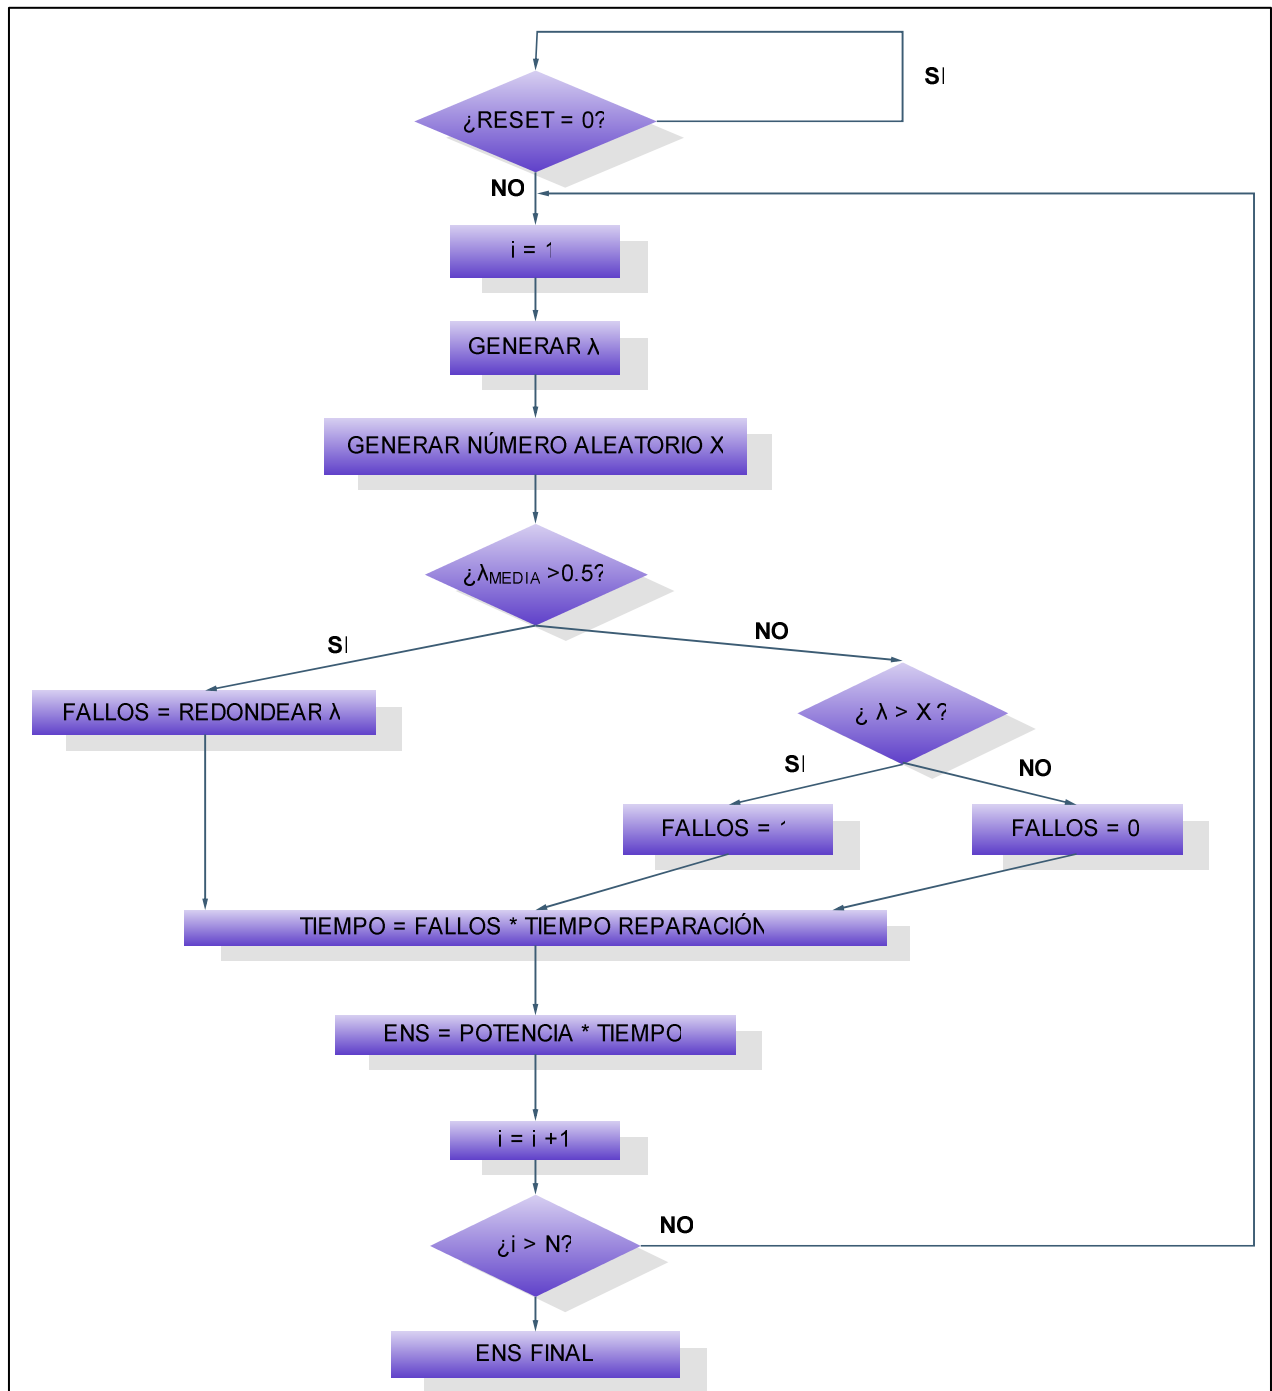 SI
¿RESET = 0?
NO
i = 1
GENERAR λ
GENERAR NÚMERO ALEATORIO X
¿λMEDIA >0.5?
SI
NO
FALLOS = REDONDEAR λ
¿ λ > X ?
SI
NO
FALLOS = 1
FALLOS = 0
TIEMPO = FALLOS * TIEMPO REPARACIÓN
ENS = POTENCIA * TIEMPO
i = i +1
NO
¿i > N?
ENS FINAL